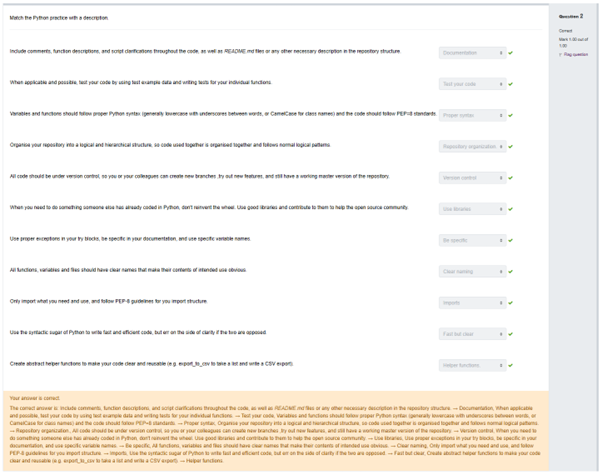 Match the Python practice with a description.
Question 2
Correct
Mark 1.00 out of
1.00
Flag question
Include comments, function descriptions, and script clarifications throughout the code, as well as README.md files or any other necessary description in the repository structure.
Documentation
When applicable and possible, test your code by using test example data and writing tests for your individual functions.
Test your code
Variables and functions should follow proper Python syntax (generally lowercase with underscores between words, or CamelCase for class names) and the code should follow PEP=8 standards.
Proper syntax
Organise your repository into a logical and hierarchical structure, so code used together is organised together and follows normal logical patterns.
Repository organisation
All code should be under version control, so you or your colleagues can create new branches ,try out new features, and still have a working master version of the repository.
Version control
When you need to do something someone else has already coded in Python, don't reinvent the wheel. Use good libraries and contribute to them to help the open source community.
Use libraries
Use proper exceptions in your try blocks, be specific in your documentation, and use specific variable names.
Be specific
All functions, variables and files should have clear names that make their contents of intended use obvious.
Clear naming
Only import what you need and use, and follow PEP-8 guidelines for you import structure.
Imports
Use the syntactic sugar of Python to write fast and efficient code, but err on the side of clarity if the two are opposed.
Fast but clear
Create abstract helper functions to make your code clear and reusable (e.g. export_to_csv to take a list and write a CSV export).
Helper functions
Your answer is correct.
The correct answer is: Include comments, function descriptions, and script clarifications throughout the code, as well as README.md files or any other necessary description in the repository structure. → Documentation, When applicable
and possible, test your code by using test example data and writing tests for your individual functions. → Test your code, Variables and functions should follow proper Python syntax (generally lowercase with underscores between words, or
CamelCase for class names) and the code should follow PEP=8 standards. → Proper syntax, Organise your repository into a logical and hierarchical structure, so code used together is organised together and follows normal logical patterns.
→ Repository organisation , All code should be under version control, so you or your colleagues can create new branches ,try out new features, and still have a working master version of the repository. → Version control, When you need to
do something someone else has already coded in Python, don't reinvent the wheel. Use good libraries and contribute to them to help the open source community. → Use libraries, Use proper exceptions in your try blocks, be specific in your
documentation, and use specific variable names. → Be specific, All functions, variables and files should have clear names that make their contents of intended use obvious. → Clear naming, Only import what you need and use, and follow
PEP-8 guidelines for you import structure. → Imports, Use the syntactic sugar of Python to write fast and efficient code, but err on the side of clarity if the two are opposed. → Fast but clear, Create abstract helper functions to make your code
clear and reusable (e.g. export_to_csv to take a list and write a CSV export). → Helper functions